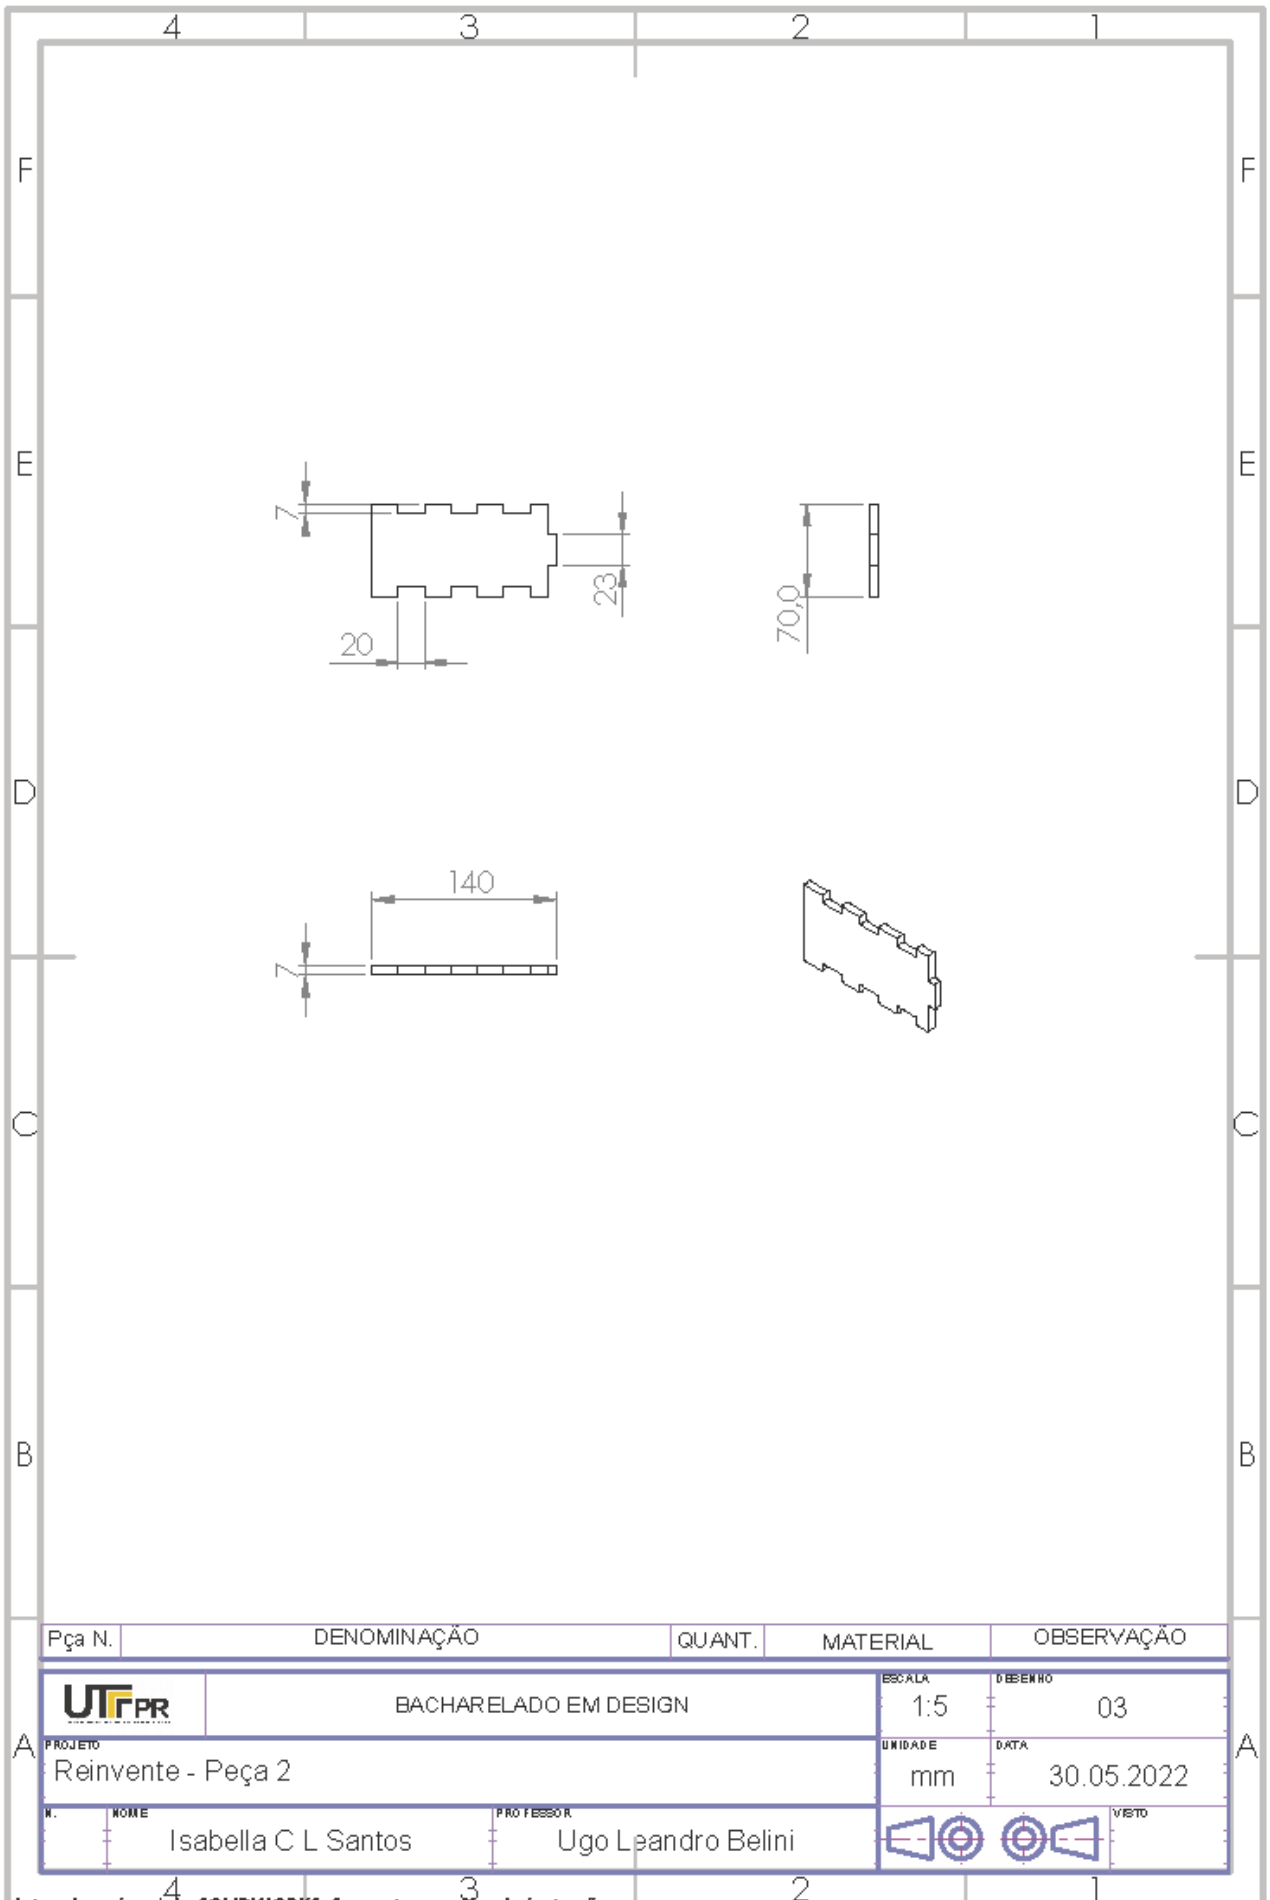 4 3 2 1
F F
E E
7
23
20
70,0
D D
140
7
C C
B B
Pça N. DENOMINAÇÃO QUANT. MATERIAL OBSERVAÇÃO
UTFPR BACHARELADO EM DESIGN
ESCALA
1:5
DESENHO
03
A A
PROJETO
Reinvente - Peça 2
UNIDADE
mm
DATA
30.05.2022
N.
NOME
Isabella C L Santos
PROFESSOR
Ugo Leandro Belini
VISTO
4 3 2 1